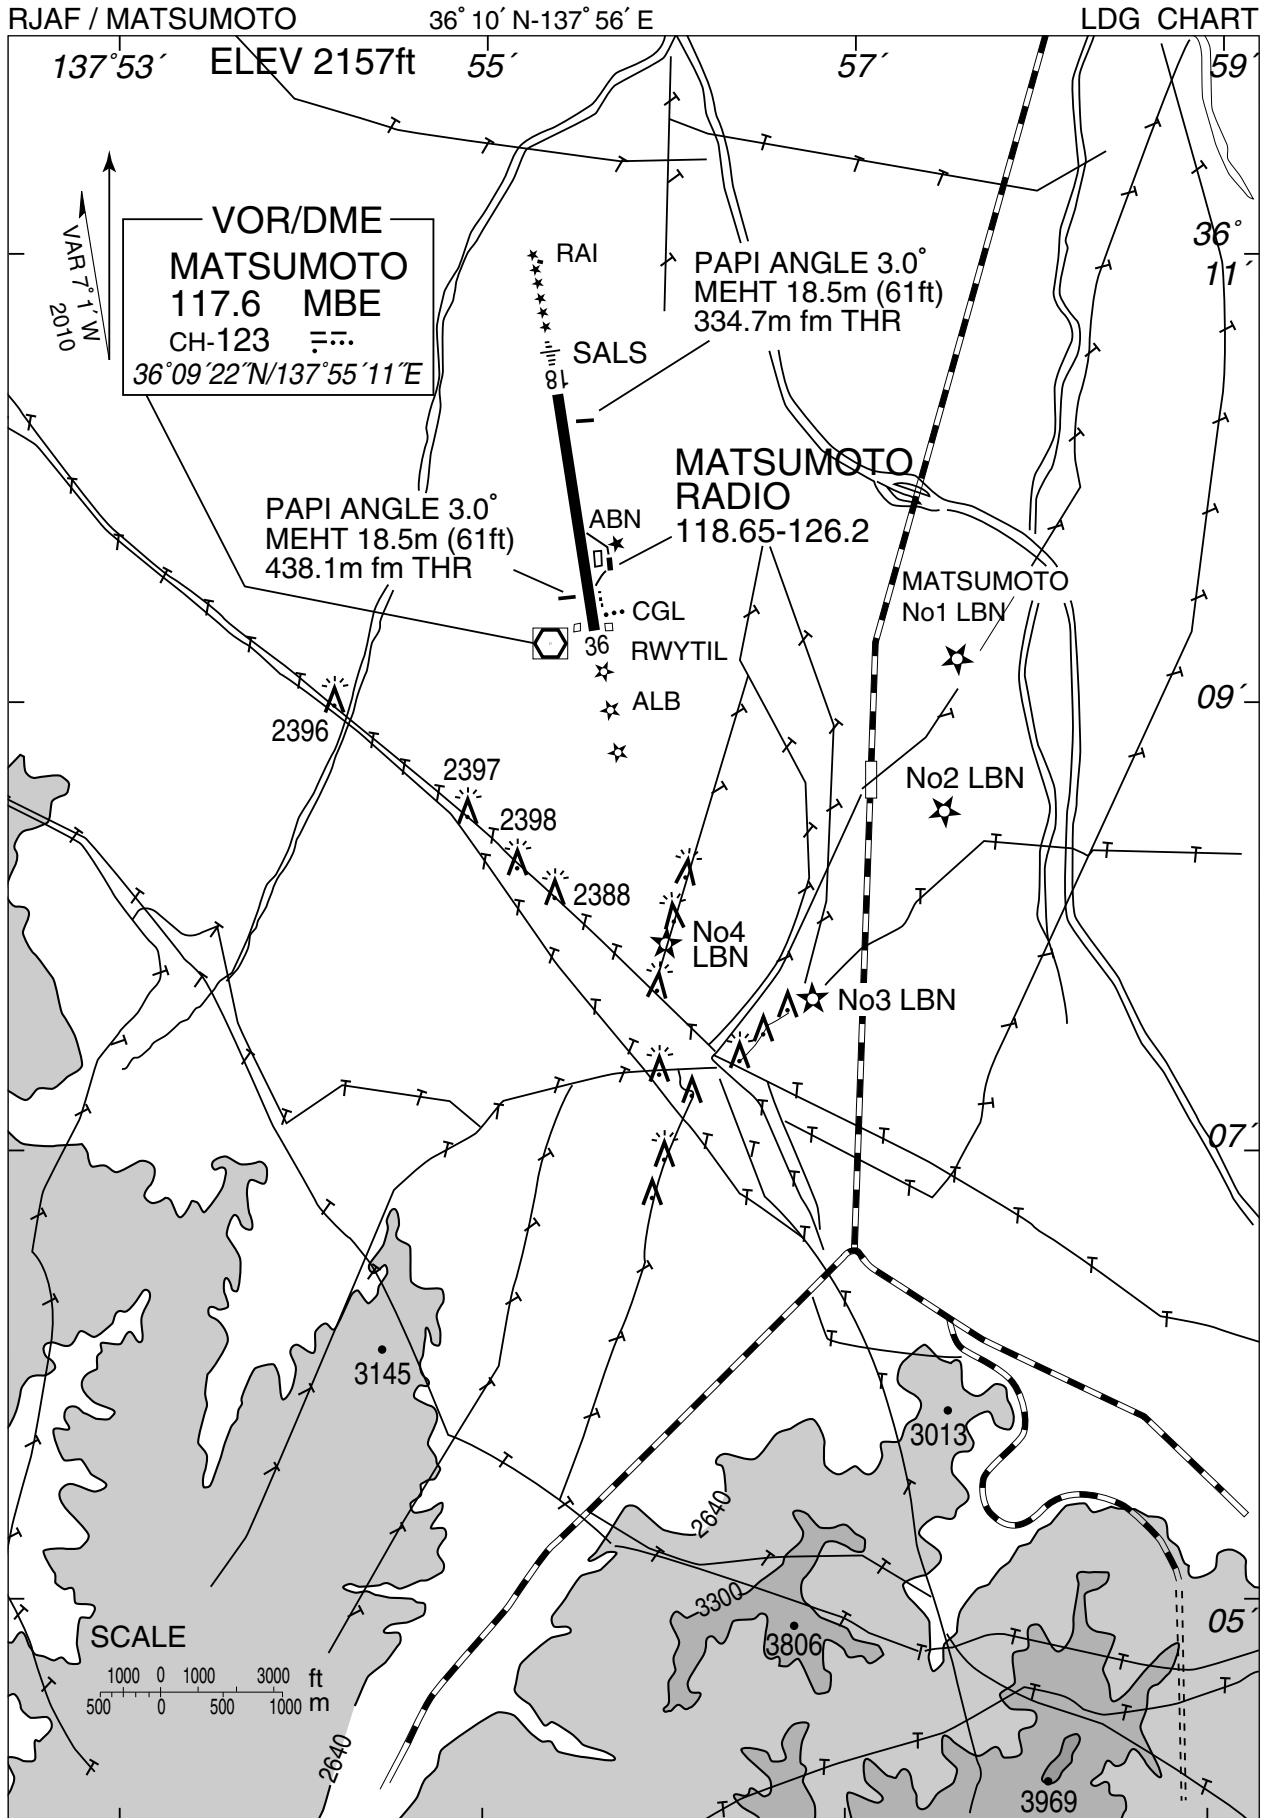 RJAF / MATSUMOTO 36° 10´ N-137° 56´ E LDG CHART
137°53´ ELEV 2157ft 55´ 57´ 59´
VAR 7° 1´ W
2010
VOR/DME
MATSUMOTO
117.6 MBE
CH-123
36°09´22˝N/137°55´11˝E
RAI
SALS
18
PAPI ANGLE 3.0°
MEHT 18.5m (61ft)
334.7m fm THR
36°
11´
MATSUMOTO
RADIO
118.65-126.2
PAPI ANGLE 3.0°
MEHT 18.5m (61ft)
438.1m fm THR
ABN
CGL
36
RWYTIL
ALB
MATSUMOTO
No1 LBN
09´
2396
2397
2398
2388
No2 LBN
No4
LBN
No3 LBN
07´
3145
3013
2640
3300
3806
05´
SCALE
1000 0 1000 3000 ft
500 0 500 1000 m
2640
3969
T T T T T T T T T T T T T T T T T T T T